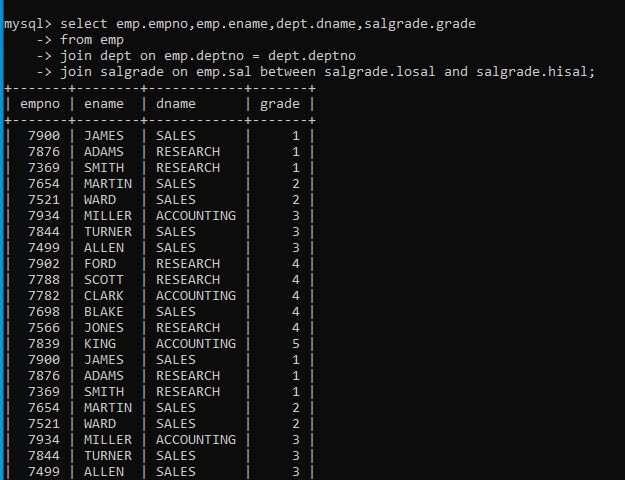 mysql> select emp.empno,emp.ename,dept.dname,salgrade.grade
    -> from emp
    -> join dept on emp.deptno = dept.deptno
    -> join salgrade on emp.sal between salgrade.losal and salgrade.hisal;
+-------+--------+------------+-------+
| empno | ename  | dname      | grade |
+-------+--------+------------+-------+
|  7900 | JAMES  | SALES      |     1 |
|  7876 | ADAMS  | RESEARCH   |     1 |
|  7369 | SMITH  | RESEARCH   |     1 |
|  7654 | MARTIN | SALES      |     2 |
|  7521 | WARD   | SALES      |     2 |
|  7934 | MILLER | ACCOUNTING |     3 |
|  7844 | TURNER | SALES      |     3 |
|  7499 | ALLEN  | SALES      |     3 |
|  7902 | FORD   | RESEARCH   |     4 |
|  7788 | SCOTT  | RESEARCH   |     4 |
|  7782 | CLARK  | ACCOUNTING |     4 |
|  7698 | BLAKE  | SALES      |     4 |
|  7566 | JONES  | RESEARCH   |     4 |
|  7839 | KING   | ACCOUNTING |     5 |
|  7900 | JAMES  | SALES      |     1 |
|  7876 | ADAMS  | RESEARCH   |     1 |
|  7369 | SMITH  | RESEARCH   |     1 |
|  7654 | MARTIN | SALES      |     2 |
|  7521 | WARD   | SALES      |     2 |
|  7934 | MILLER | ACCOUNTING |     3 |
|  7844 | TURNER | SALES      |     3 |
|  7499 | ALLEN  | SALES      |     3 |